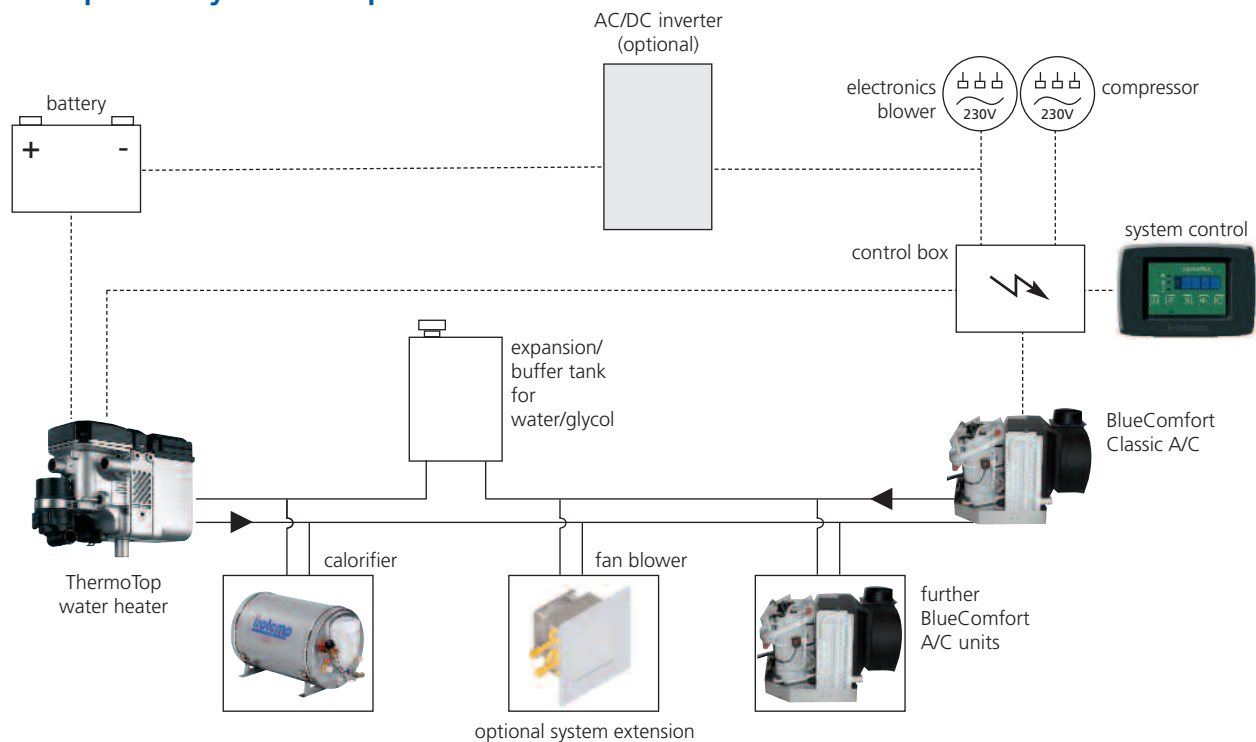 AC/DC inverter
(optional)
battery
+ -
electronics
blower
230V
230V
compressor
control box
system control
expansion/
buffer tank
for
water/glycol
BlueComfort
Classic A/C
ThermoTop
water heater
calorifier
isotemp
fan blower
further
BlueComfort
A/C units
optional system extension